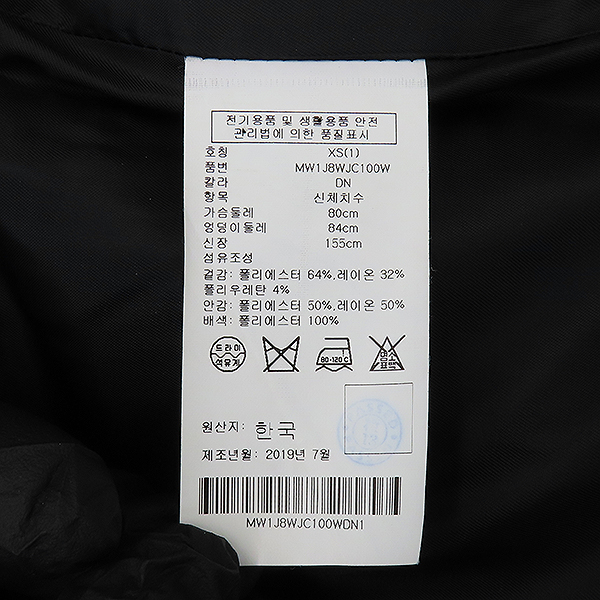 전기용품 및 생활용품 안전
관리법에 의한 품질표시
호칭 XS(1)
품번 MW1J8WJC100W
칼라 DN
항목 신체치수
가슴둘레 80cm
엉덩이둘레 84cm
신장 155cm
섬유조성
겉감: 폴리에스터 64%,레이온 32%
폴리우레탄 4%
안감: 폴리에스터 50%,레이온 50%
배색: 폴리에스터 100%
드라이
석유계
80-120℃
염소
표백
원산지: 한국
제조년월: 2019년 7월
MW1J8WJC100WDN1